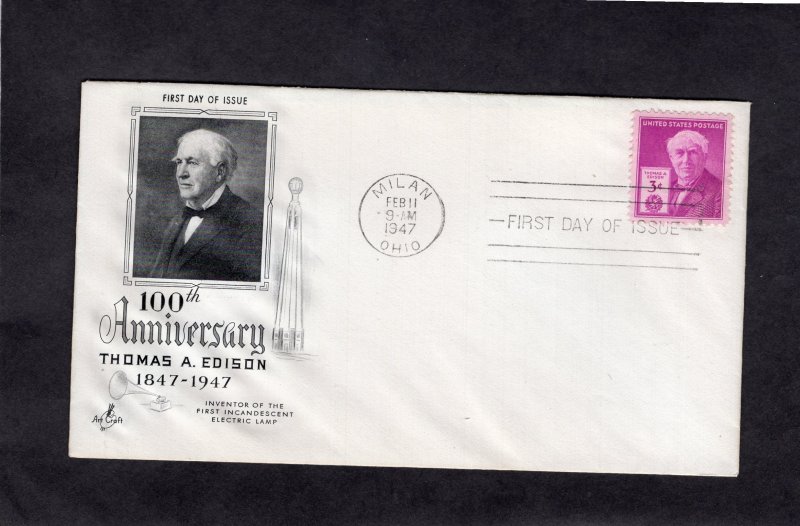 FIRST DAY OF ISSUE
100th
Anniversary
THOMAS A. EDISON
1847-1947
INVENTOR OF THE
FIRST INCANDESCENT
ELECTRIC LAMP
Art Craft
MILAN
FEB 11
9-AM
1947
OHIO
UNITED STATES POSTAGE
THOMAS A.
EDISON
3¢
FIRST DAY OF ISSUE